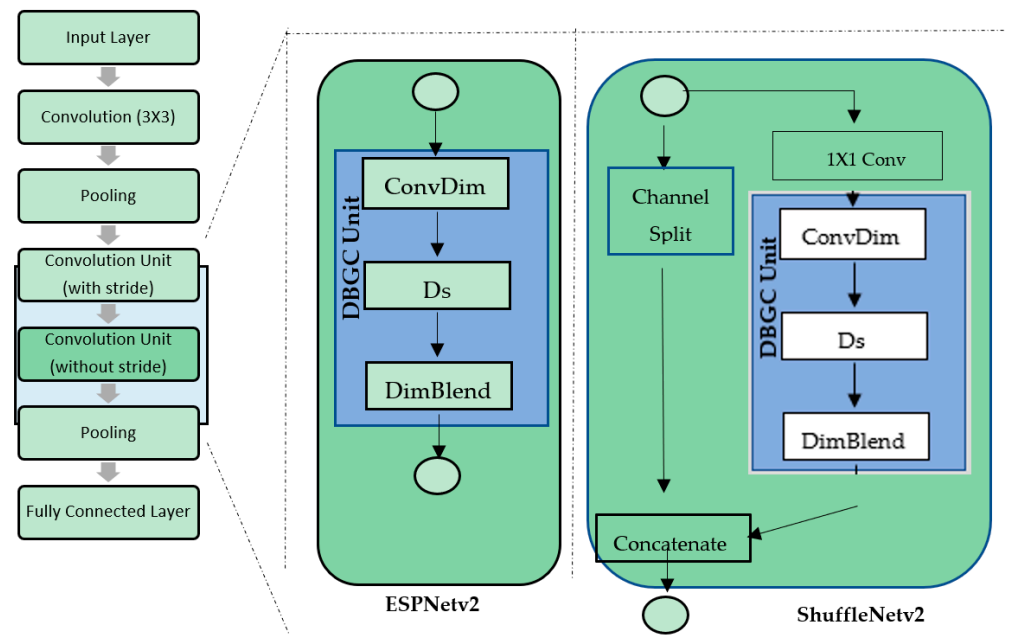 Input Layer
Convolution (3X3)
Pooling
Convolution Unit
(with stride)
Convolution Unit
(without stride)
Pooling
Fully Connected Layer
DBGC Unit
ConvDim
Ds
DimBlend
ESPNetv2
Channel
Split
1X1 Conv
DBGC Unit
ConvDim
Ds
DimBlend
Concatenate
ShuffleNetv2